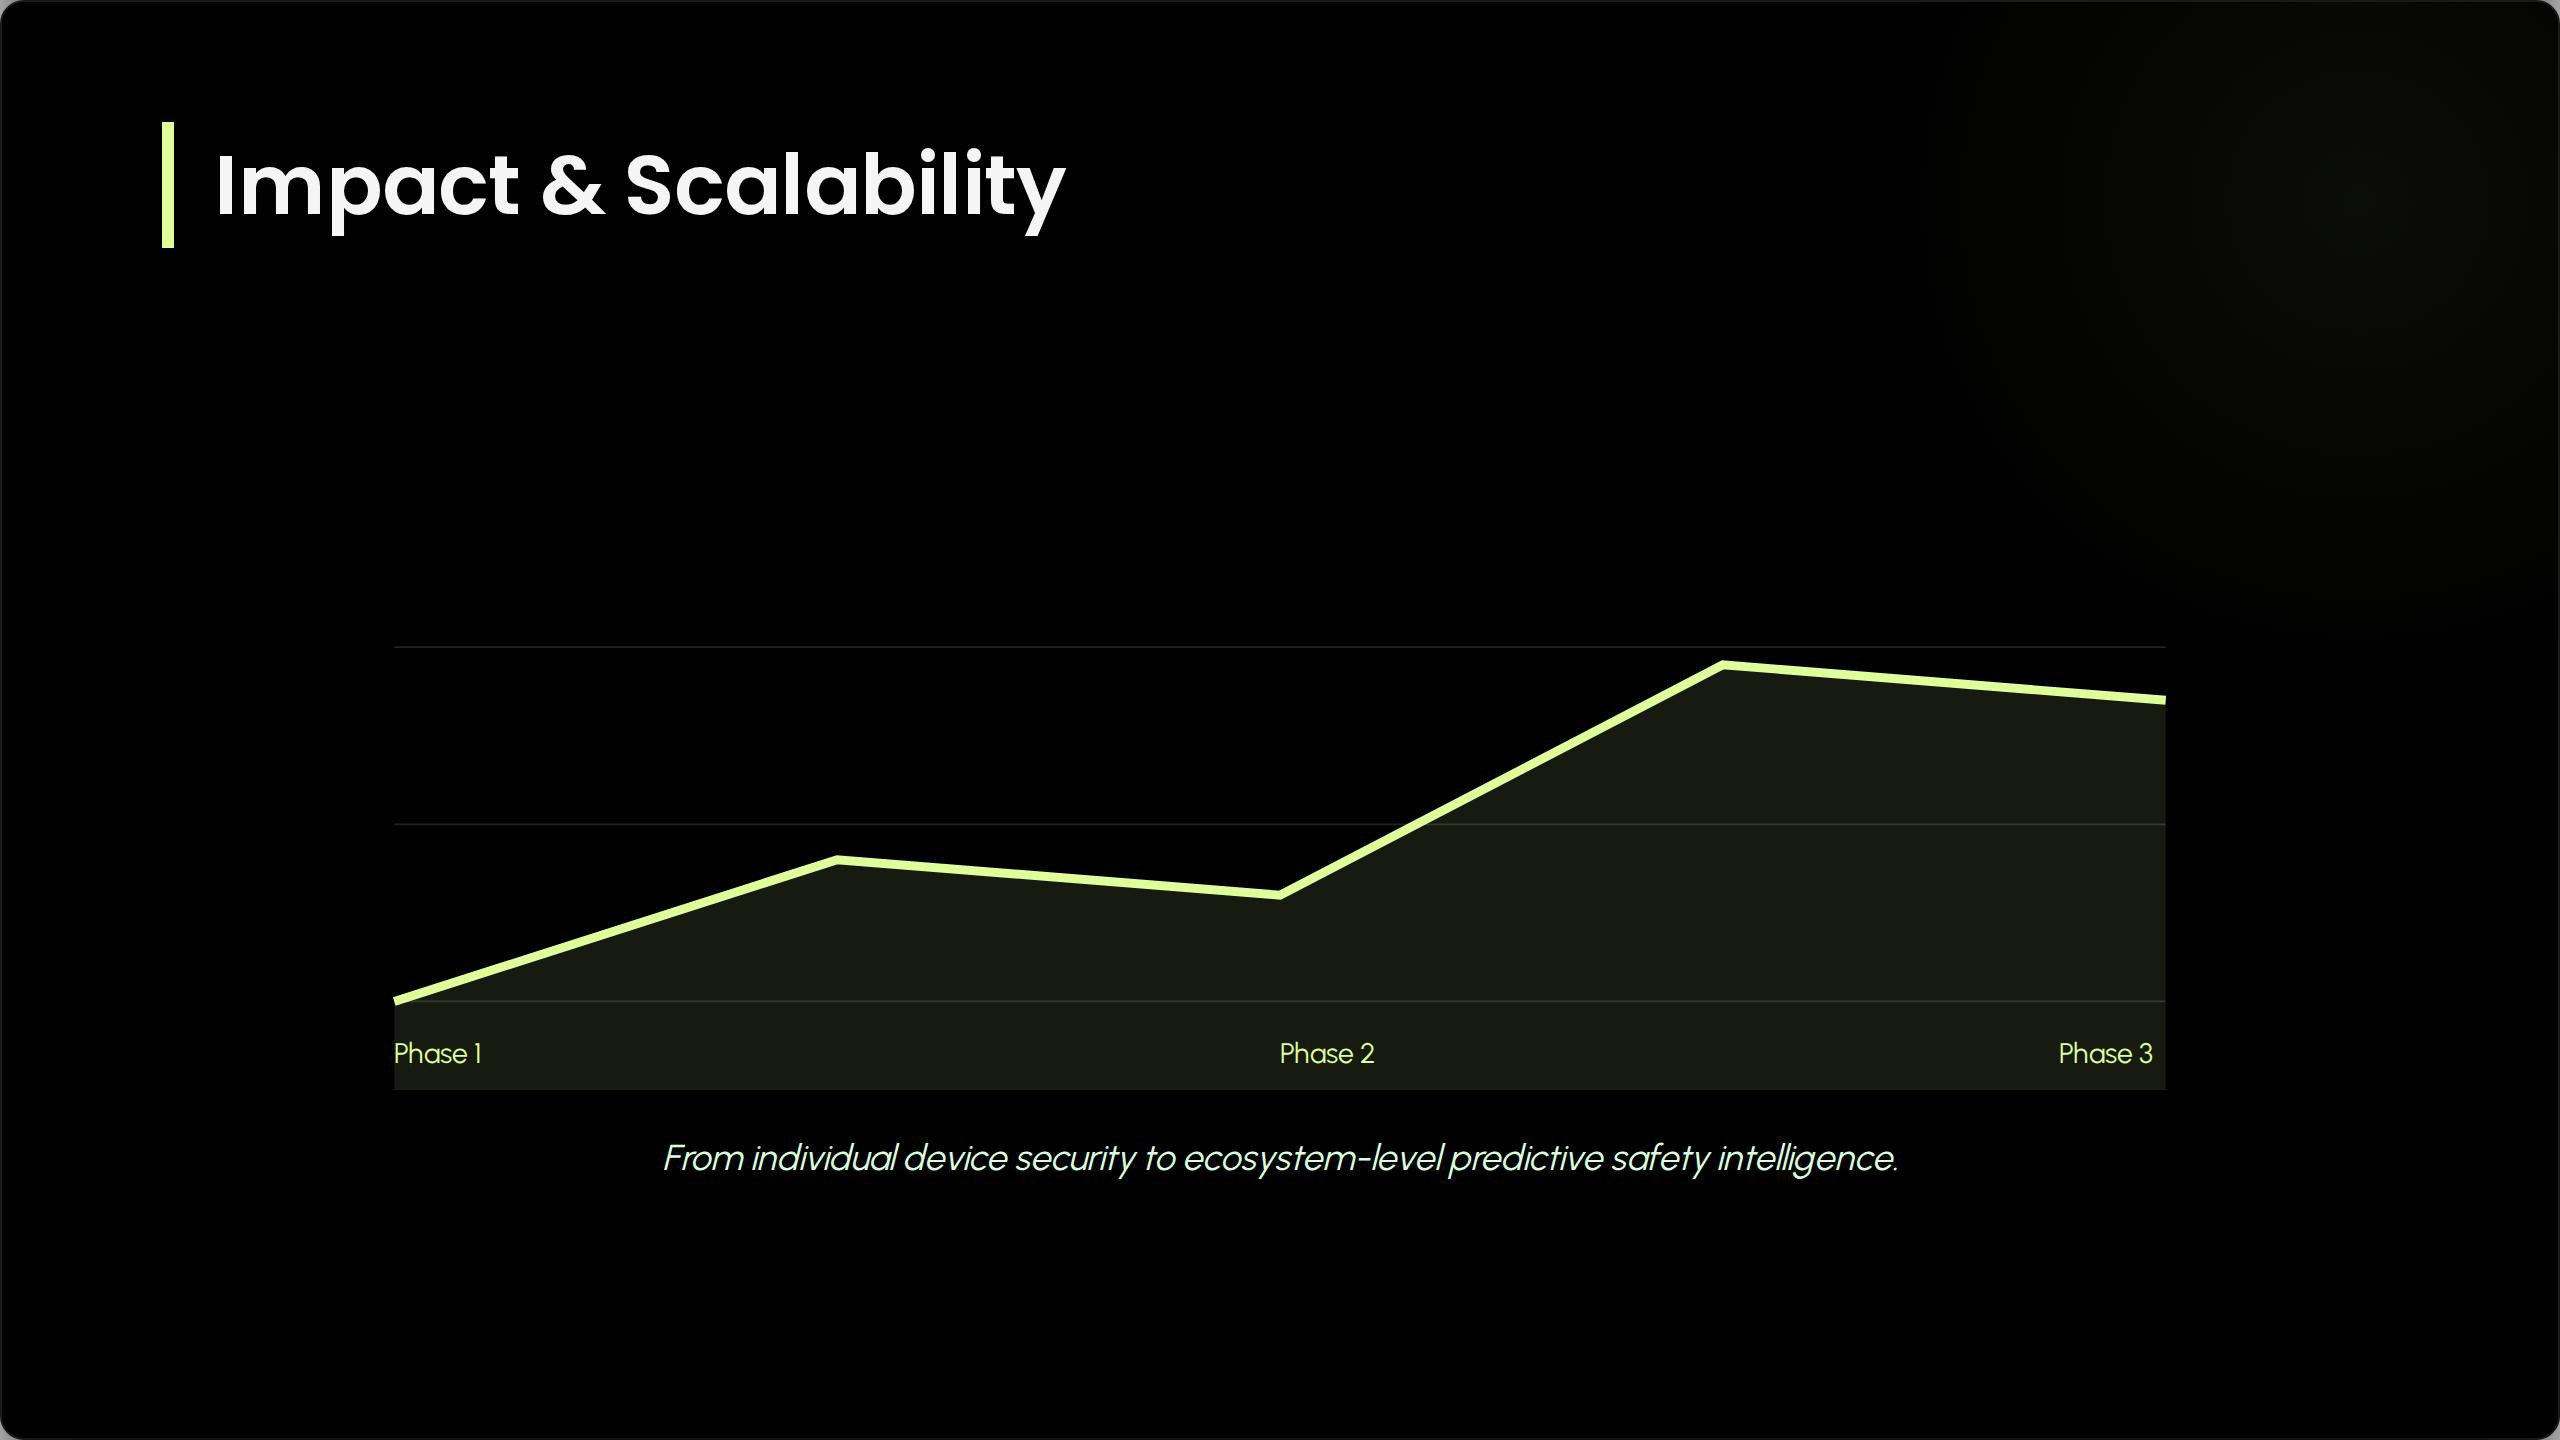 Impact & Scalability
Phase 1
Phase 2
Phase 3
From individual device security to ecosystem-level predictive safety intelligence.